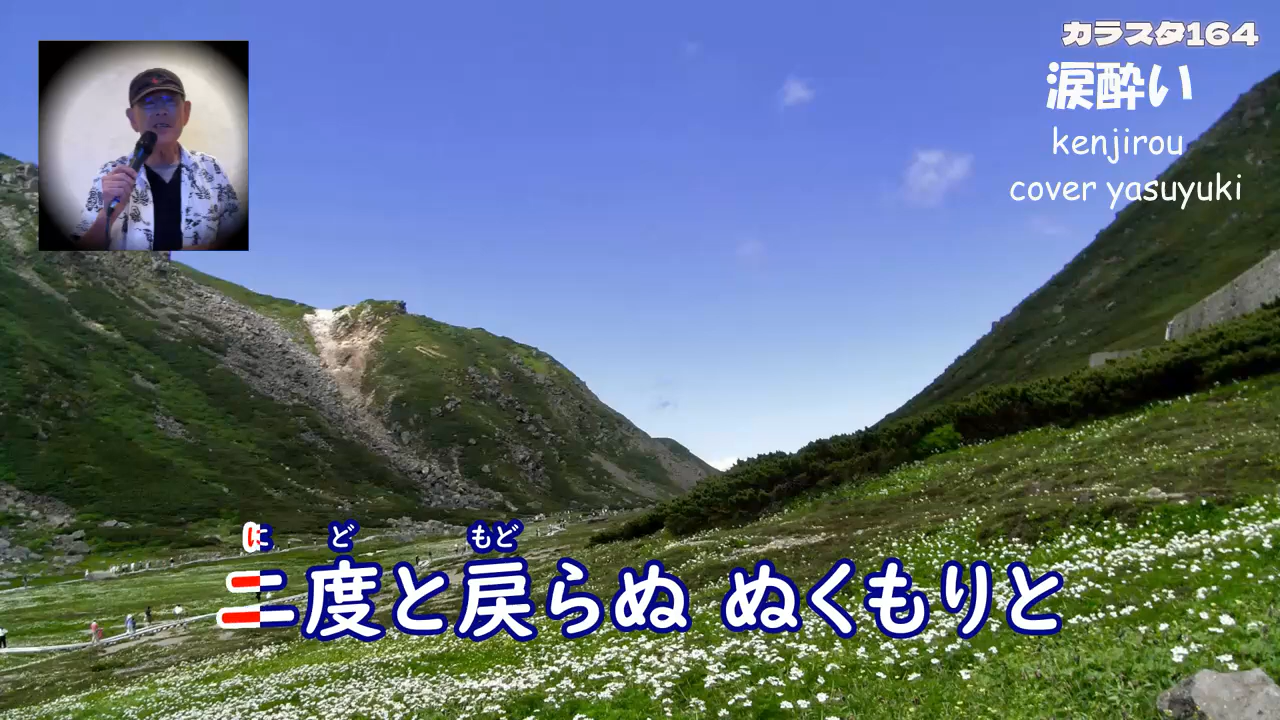 カラスタ164
涙酔い
kenjirou
cover yasuyuki
に ど もど
二度と戻らぬ ぬくもりと